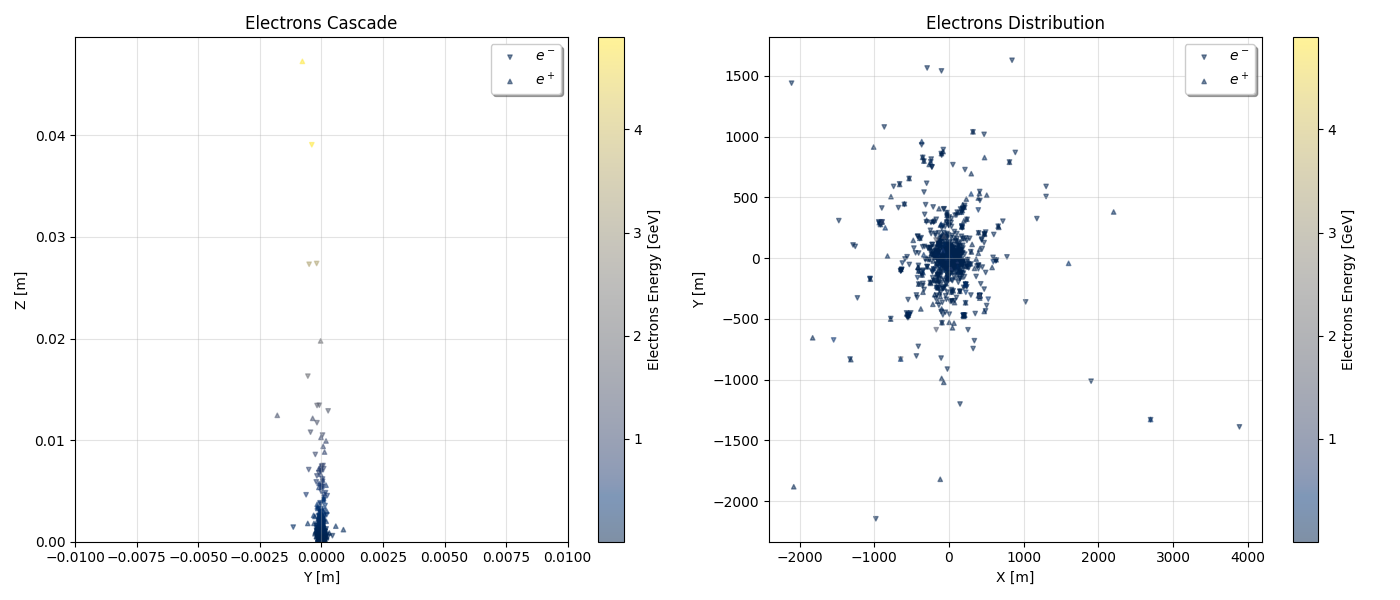 Electrons Cascade
e⁻
e⁺
0.04
0.03
0.02
0.01
0.00
Z [m]
−0.0100 −0.0075 −0.0050 −0.0025 0.0000 0.0025 0.0050 0.0075 0.0100
Y [m]
4
3
2
1
Electrons Energy [GeV]
Electrons Distribution
e⁻
e⁺
1500
1000
500
0
−500
−1000
−1500
−2000
Y [m]
−2000 −1000 0 1000 2000 3000 4000
X [m]
4
3
2
1
Electrons Energy [GeV]